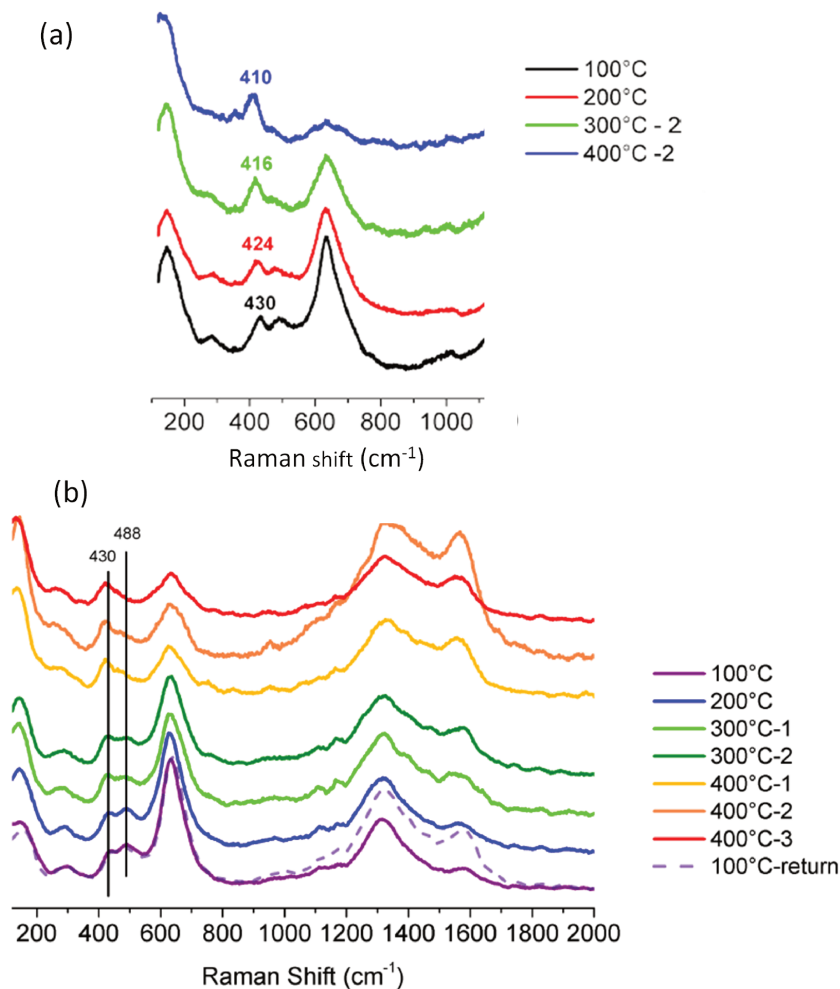 (a)
410
416
424
430
100°C
200°C
300°C - 2
400°C -2
200 400 600 800 1000
Raman shift (cm⁻¹)
(b)
488
430
100°C
200°C
300°C-1
300°C-2
400°C-1
400°C-2
400°C-3
100°C-return
200 400 600 800 1000 1200 1400 1600 1800 2000
Raman Shift (cm⁻¹)